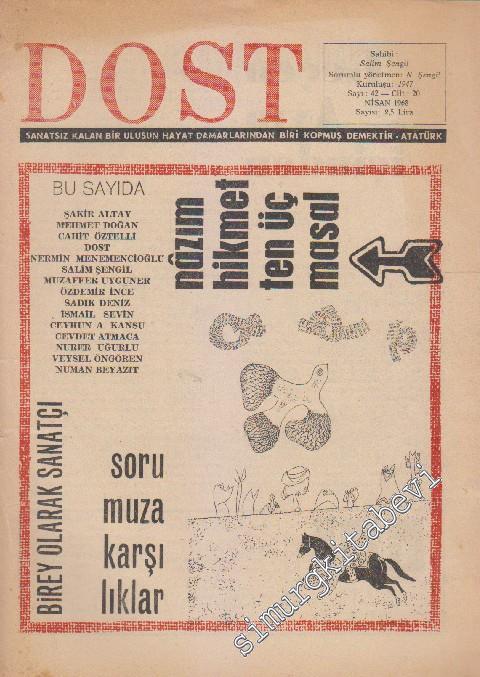 DOST
Sahibi
Salim Şengil
Sorumlu yönetmen: N. Şengil
Kuruluşu: 1947
Sayı: 42 — Cilt: 20
NİSAN 1968
Sayısı: 2,5 Lira
SANATSIZ KALAN BİR ULUSUN HAYAT DAMARLARINDAN BİRİ KOPMUŞ DEMEKTİR - ATATÜRK
BU SAYIDA
ŞAKİR ALTAY
MEHMET DOĞAN
CAHİT ÖZTELLİ
DOST
NERMİN MENEMENCİOĞLU
SALİM ŞENGİL
MUZAFFER UYGUNER
ÖZDEMİR İNCE
SADIK DENİZ
İSMAİL SEVİN
CEYHUN A. KANSU
CEVDET ATMACA
NURER UĞURLU
VEYSEL ÖNGÖREN
NUMAN BEYAZIT
nâzım
hikmet
ten üç
masal
BİREY OLARAK SANATÇI
soru
muza
karşı
lıklar
simurgkitabevi